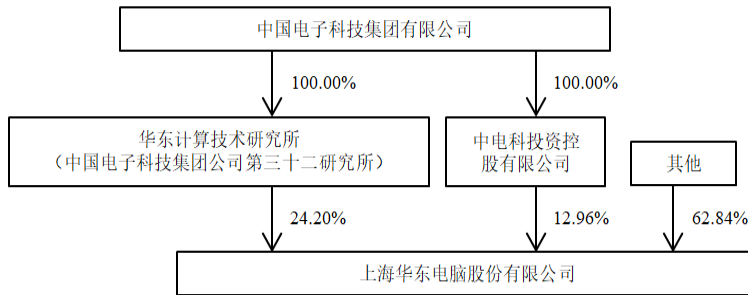 中国电子科技集团有限公司
100.00%
100.00%
华东计算技术研究所
（中国电子科技集团公司第三十二研究所）
中电科投资控
股有限公司
其他
24.20%
12.96%
62.84%
上海华东电脑股份有限公司